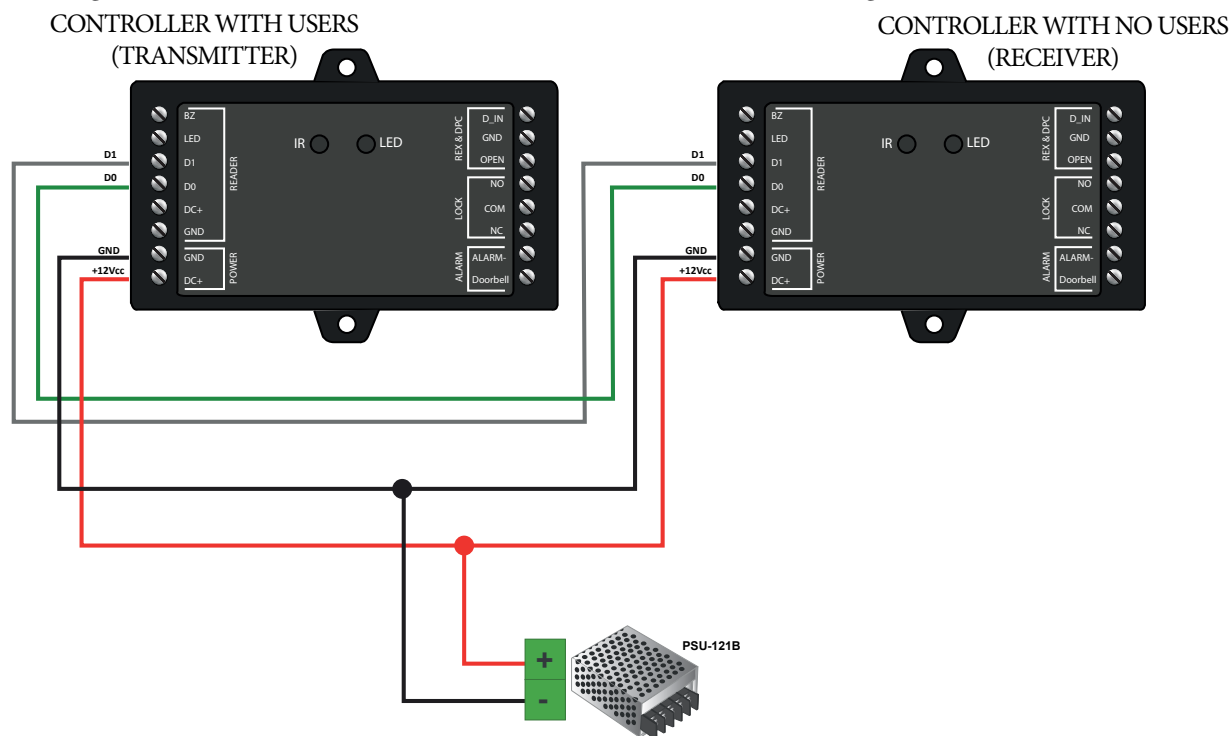 CONTROLLER WITH USERS
(TRANSMITTER)
CONTROLLER WITH NO USERS
(RECEIVER)
BZ
LED
D1
D0
DC+
GND
GND
DC+
READER
POWER
IR
LED
REX & DPC
LOCK
ALARM
D_IN
GND
OPEN
NO
COM
NC
ALARM-
Doorbell
D1
D0
GND
+12Vcc
BZ
LED
D1
D0
DC+
GND
GND
DC+
READER
POWER
IR
LED
REX & DPC
LOCK
ALARM
D_IN
GND
OPEN
NO
COM
NC
ALARM-
Doorbell
D1
D0
GND
+12Vcc
+
-
PSU-121B